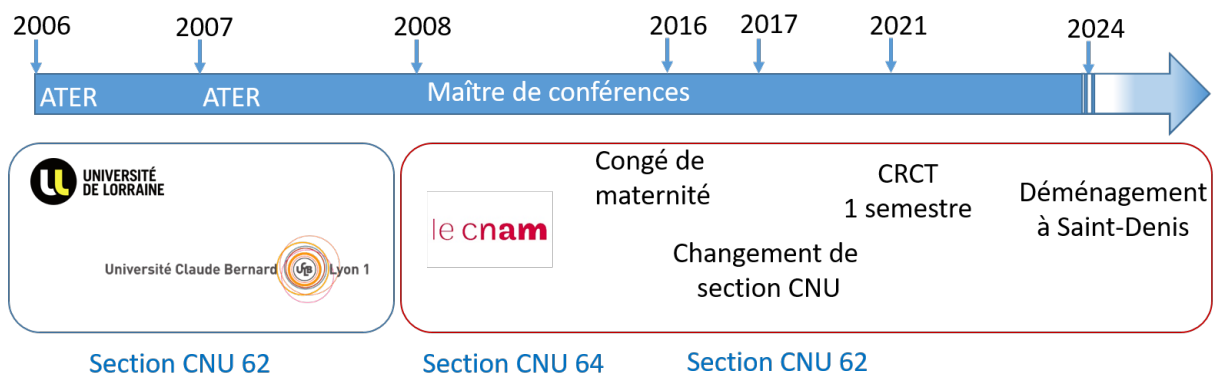 2006
2007
2008
2016
2017
2021
2024
ATER
ATER
Maître de conférences
UNIVERSITÉ
DE LORRAINE
Université Claude Bernard
UCB
Lyon 1
le cnam
Congé de
maternité
Changement de
section CNU
CRCT
1 semestre
Déménagement
à Saint-Denis
Section CNU 62
Section CNU 64
Section CNU 62